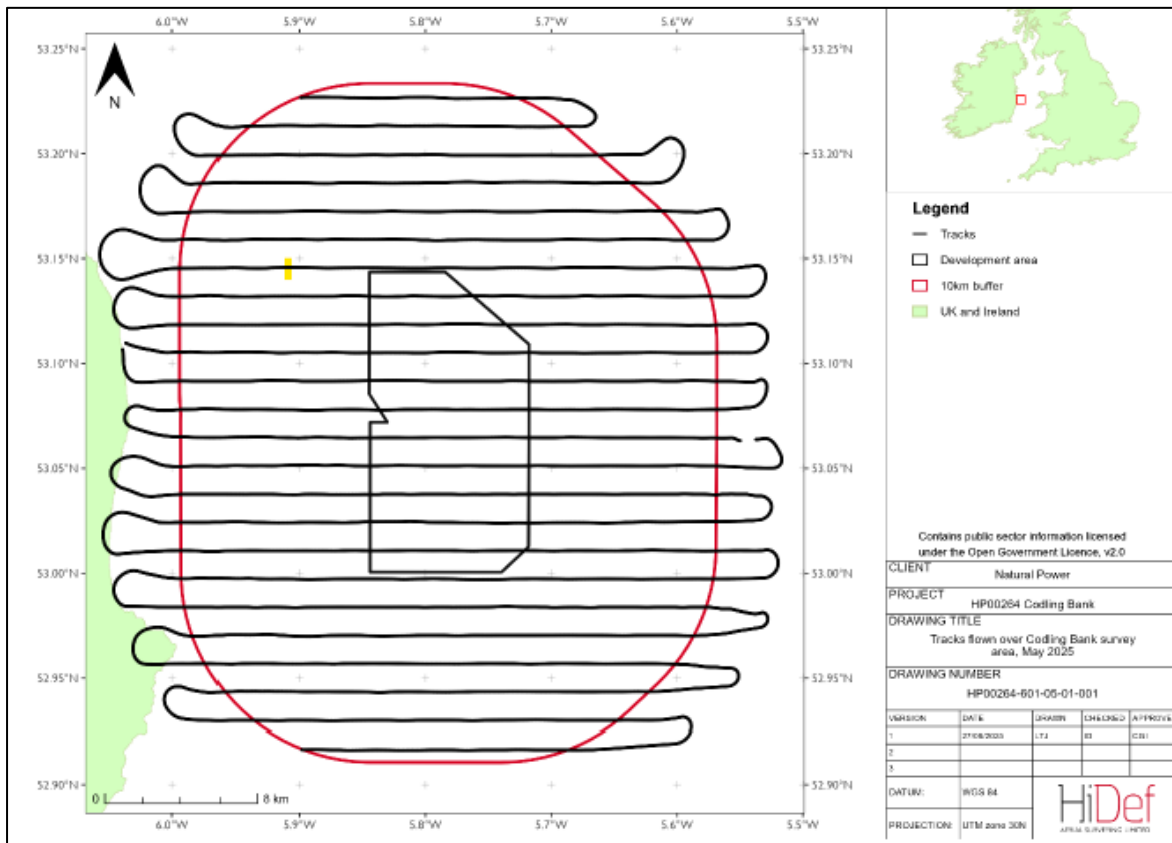 6.0°W 5.9°W 5.8°W 5.7°W 5.6°W 5.5°W
53.25°N 53.25°N
N
53.20°N 53.20°N
53.15°N 53.15°N
53.10°N 53.10°N
53.05°N 53.05°N
53.00°N 53.00°N
52.95°N 52.95°N
52.90°N 52.90°N
0 8 km
6.0°W 5.9°W 5.8°W 5.7°W 5.6°W 5.5°W
Legend
Tracks
Development area
10km buffer
UK and Ireland
Contains public sector information licensed
under the Open Government Licence, v2.0
CLIENT
Natural Power
PROJECT
HP00264 Codling Bank
DRAWING TITLE
Tracks flown over Codling Bank survey
area, May 2025
DRAWING NUMBER
HP00264-601-05-01-001
VERSION DATE DRAWN CHECKED APPROVE
1
2
3
DATUM: WGS 84
PROJECTION: UTM zone 30N
HiDef
AERIAL SURVEYING LIMITED